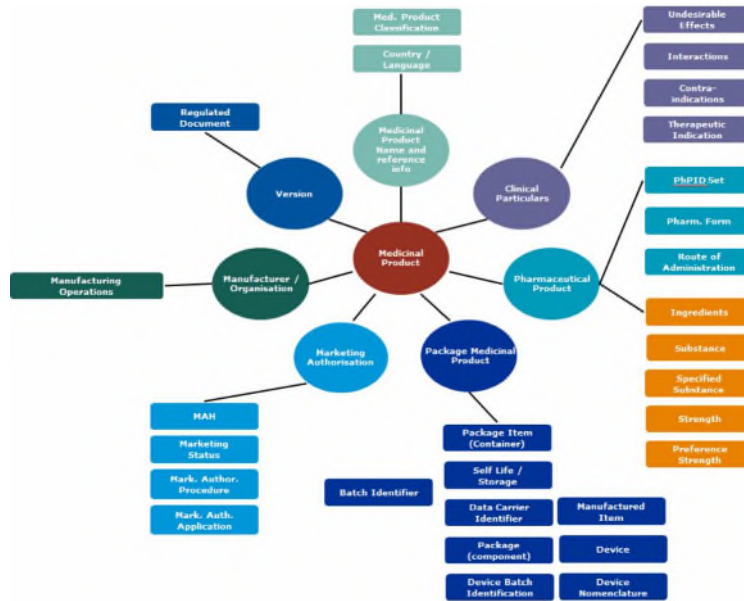 Med. Product
Classification
Country /
Language
Undesirable
Effects
Interactions
Contra-
indications
Therapeutic
Indication
Regulated
Document
Medicinal
Product
Name and
reference
info
Version
Clinical
Particulars
PhPID Set
Pharm. Form
Route of
Administration
Medicinal
Product
Manufacturer /
Organisation
Pharmaceutical
Product
Manufacturing
Operations
Ingredients
Substance
Specified
Substance
Strength
Preference
Strength
Marketing
Authorisation
Package Medicinal
Product
MAH
Marketing
Status
Mark. Author.
Procedure
Mark. Auth.
Application
Package Item
(Container)
Self Life /
Storage
Batch Identifier
Data Carrier
Identifier
Manufactured
Item
Package
(component)
Device
Device Batch
Identification
Device
Nomenclature